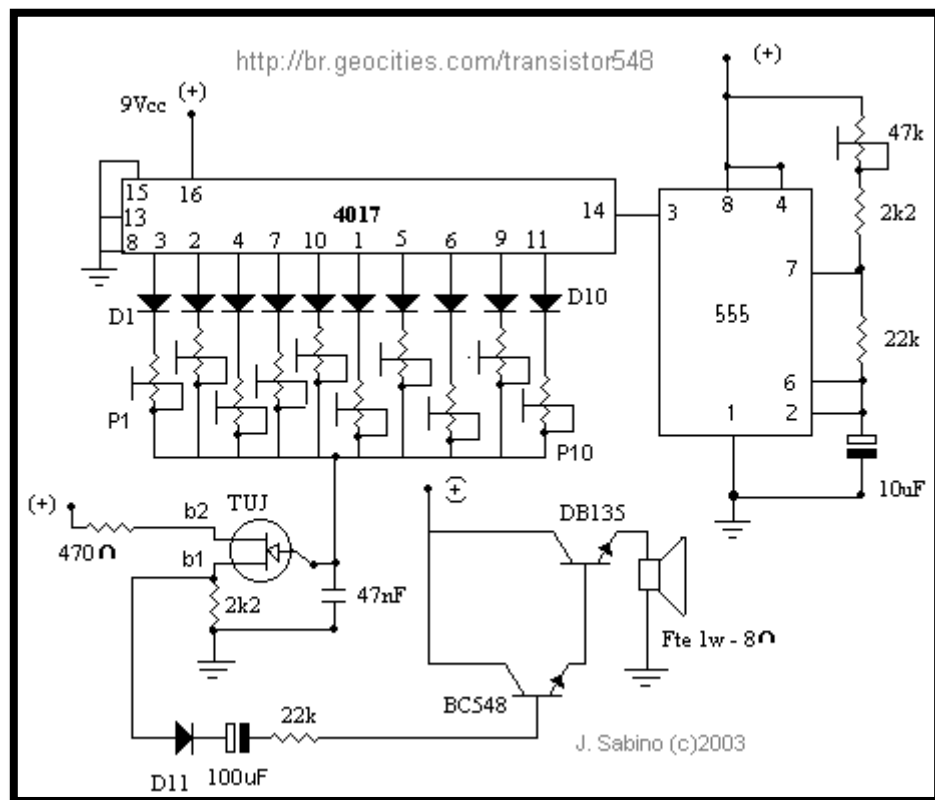 http://br.geocities.com/transistor548
(+)
9Vcc (+)
47k
15
16
13
4017
14
3
8
4
2k2
8 3 2 4 7 10 1 5 6 9 11
7
D1
D10
555
22k
6
P1
1
2
P10
10uF
(+)
TUJ
b2
+
DB135
470Ω
b1
2k2
47nF
Fte 1w - 8Ω
BC548
22k
J. Sabino (c)2003
D11
100uF